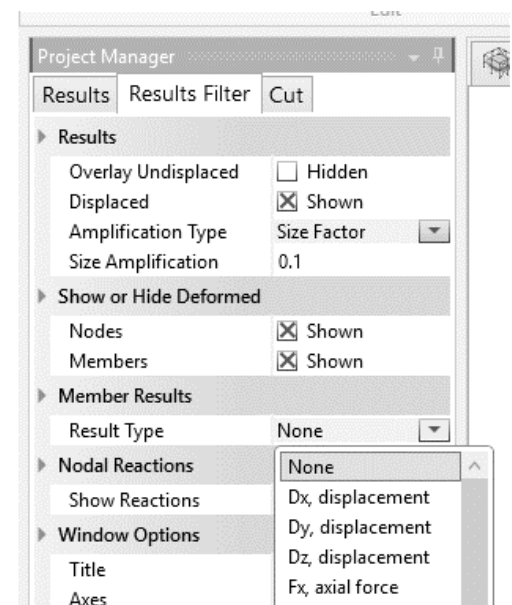 Project Manager
Results Results Filter Cut
Results
Overlay Undisplaced Hidden
Displaced Shown
Amplification Type Size Factor
Size Amplification 0.1
Show or Hide Deformed
Nodes Shown
Members Shown
Member Results
Result Type None
Nodal Reactions None
Show Reactions Dx, displacement
Window Options Dy, displacement
Title Dz, displacement
Axes Fx, axial force